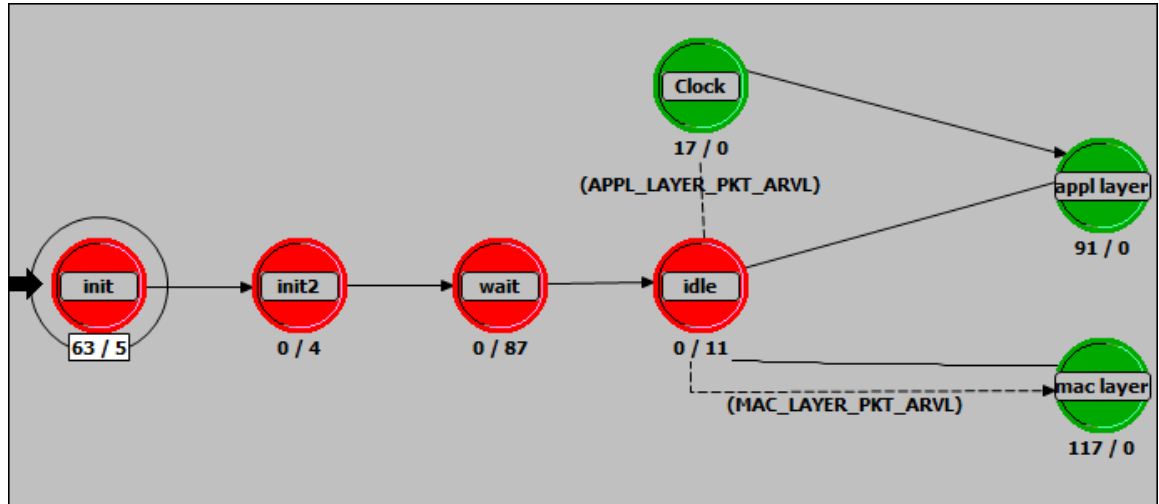 Clock
17 / 0
(APPL_LAYER_PKT_ARVL)
appl layer
91 / 0
init
63 / 5
init2
0 / 4
wait
0 / 87
idle
0 / 11
mac layer
(MAC_LAYER_PKT_ARVL)
117 / 0